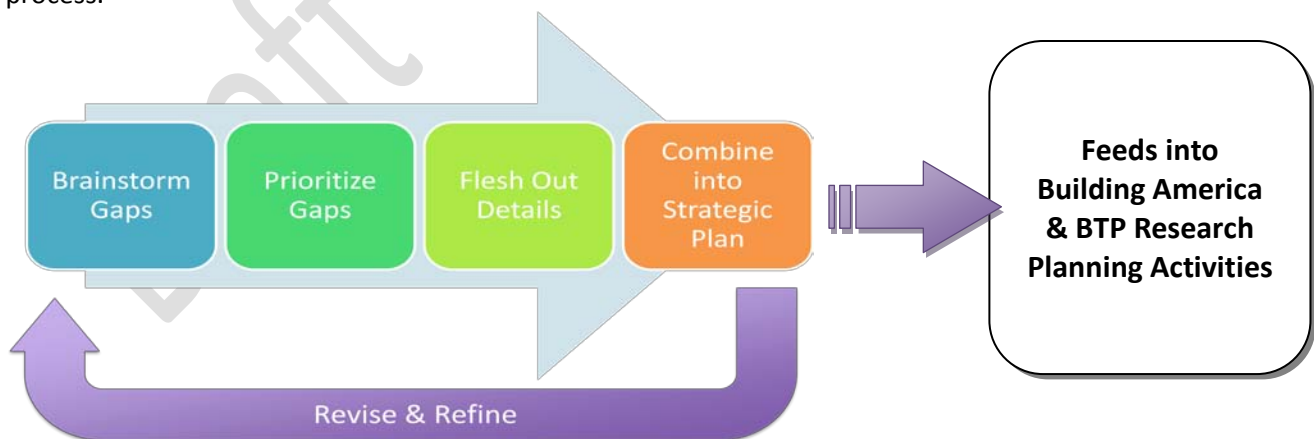 process.
Brainstorm
Gaps
Prioritize
Gaps
Flesh Out
Details
Combine
into
Strategic
Plan
Feeds into
Building America
& BTP Research
Planning Activities
Revise & Refine